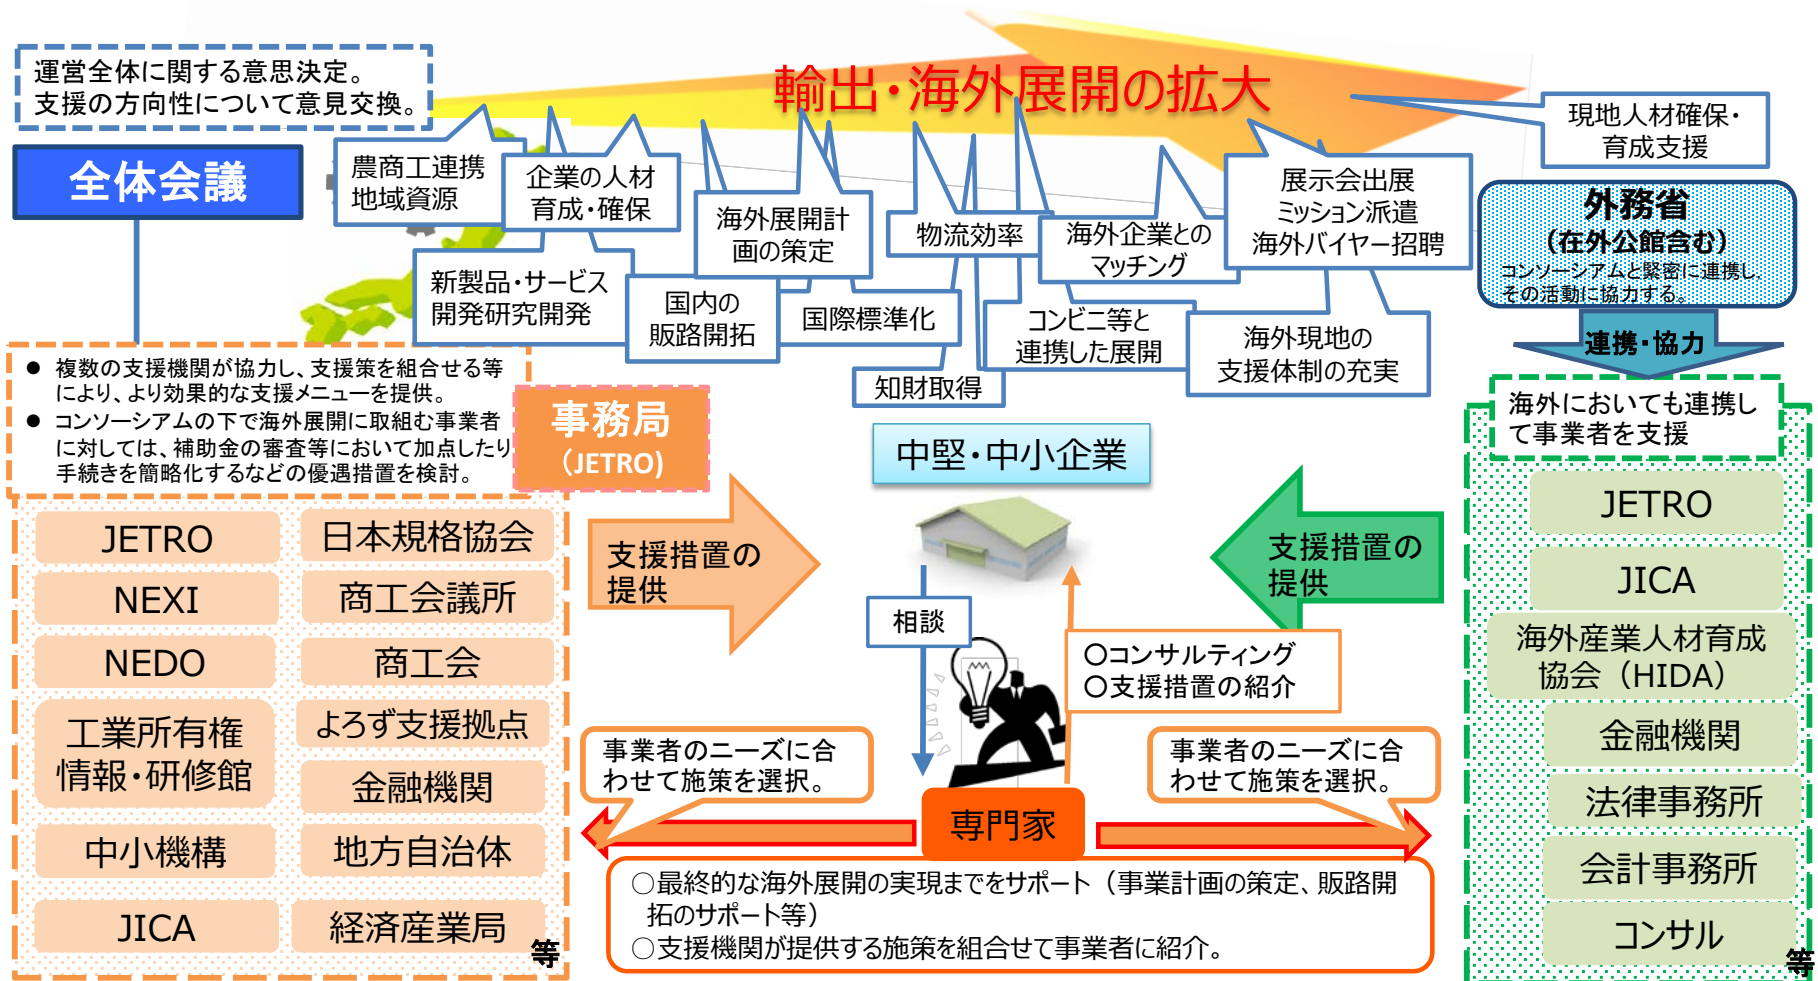 運営全体に関する意思決定。
支援の方向性について意見交換。
全体会議
輸出・海外展開の拡大
農商工連携
地域資源
企業の人材
育成・確保
新製品・サービス
開発研究開発
国内の
販路開拓
海外展開計
画の策定
国際標準化
物流効率
知財取得
海外企業との
マッチング
コンビニ等と
連携した展開
展示会出展
ミッション派遣
海外バイヤー招聘
海外現地の
支援体制の充実
現地人材確保・
育成支援
外務省
（在外公館含む）
コンソーシアムと緊密に連携し、
その活動に協力する。
連携・協力
● 複数の支援機関が協力し、支援策を組合せる等
により、より効果的な支援メニューを提供。
● コンソーシアムの下で海外展開に取組む事業者
に対しては、補助金の審査等において加点したり
手続きを簡略化するなどの優遇措置を検討。
事務局
（JETRO)
JETRO
日本規格協会
NEXI
商工会議所
NEDO
商工会
工業所有権
情報・研修館
よろず支援拠点
金融機関
中小機構
地方自治体
JICA
経済産業局
等
支援措置の
提供
中堅・中小企業
相談
○コンサルティング
○支援措置の紹介
支援措置の
提供
事業者のニーズに合
わせて施策を選択。
専門家
事業者のニーズに合
わせて施策を選択。
○最終的な海外展開の実現までをサポート（事業計画の策定、販路開
拓のサポート等）
○支援機関が提供する施策を組合せて事業者に紹介。
海外においても連携し
て事業者を支援
JETRO
JICA
海外産業人材育成
協会（HIDA）
金融機関
法律事務所
会計事務所
コンサル
等